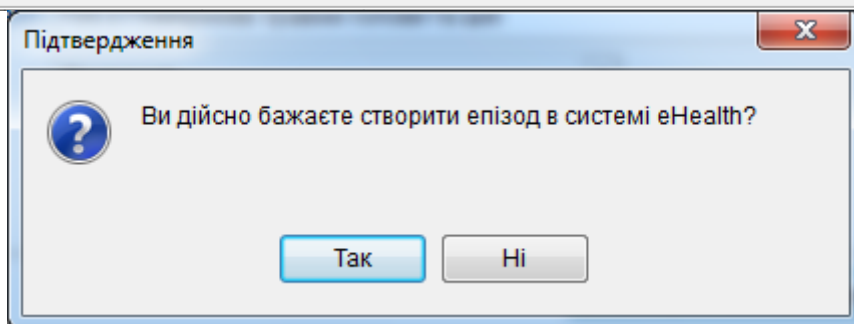 Підтвердження
Ви дійсно бажаєте створити епізод в системі eHealth?
Так
Ні